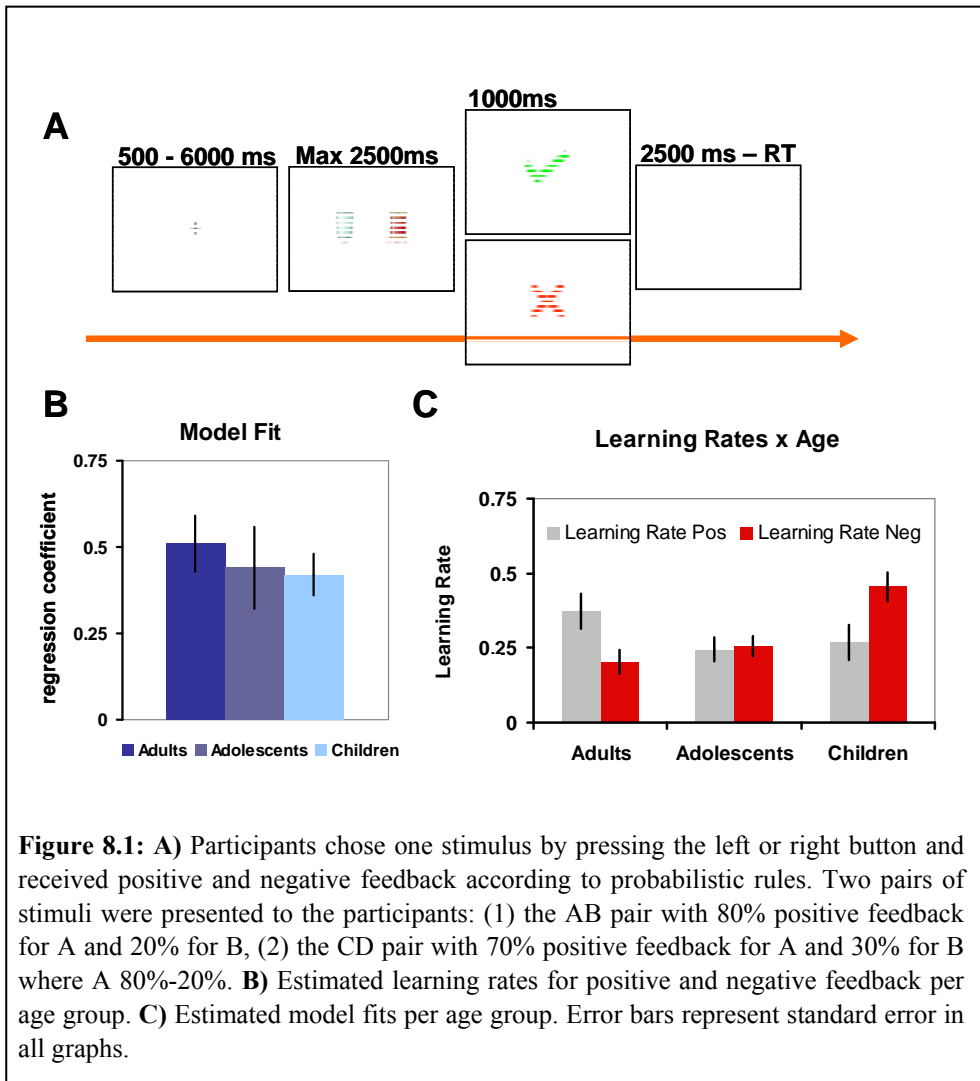 1000ms
A
500 - 6000 ms
Max 2500ms
2500 ms – RT
B
Model Fit
0.75
0.5
0.25
0
regression coefficient
Adults Adolescents Children
C
Learning Rates x Age
0.75
0.5
0.25
0
Learning Rate
Learning Rate Pos Learning Rate Neg
Adults Adolescents Children
Figure 8.1: A) Participants chose one stimulus by pressing the left or right button and
received positive and negative feedback according to probabilistic rules. Two pairs of
stimuli were presented to the participants: (1) the AB pair with 80% positive feedback
for A and 20% for B, (2) the CD pair with 70% positive feedback for A and 30% for B
where A 80%-20%. B) Estimated learning rates for positive and negative feedback per
age group. C) Estimated model fits per age group. Error bars represent standard error in
all graphs.